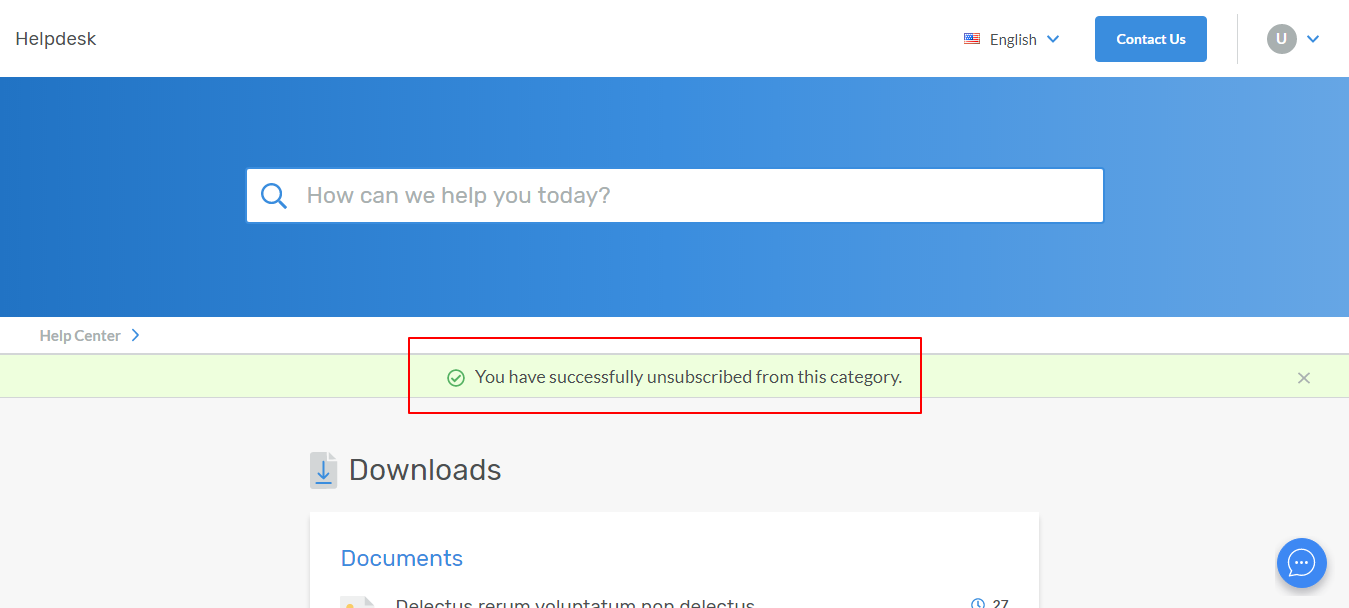 Helpdesk
English
Contact Us
U
How can we help you today?
Help Center
You have successfully unsubscribed from this category.
Downloads
Documents
Delectus rerum voluptatum non delectus
27